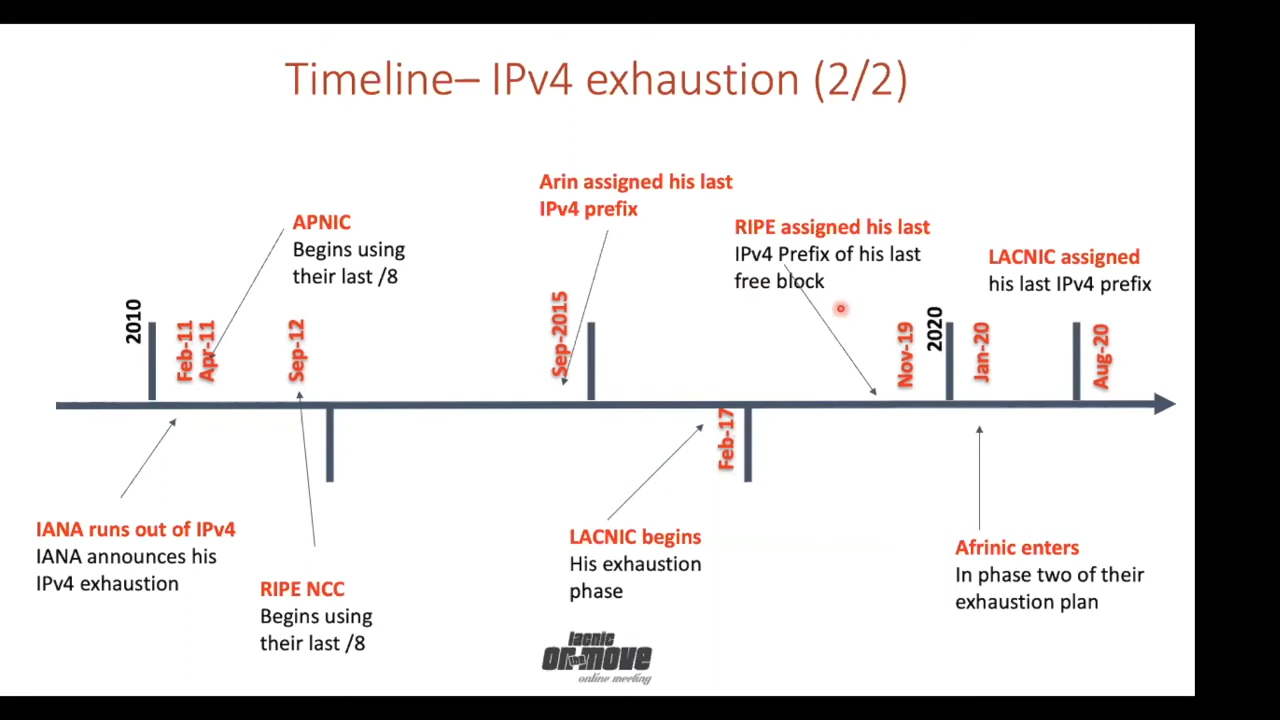 Timeline– IPv4 exhaustion (2/2)
Arin assigned his last
IPv4 prefix
APNIC
Begins using
their last /8
RIPE assigned his last
IPv4 Prefix of his last
free block
LACNIC assigned
his last IPv4 prefix
2010
Feb-11
Apr-11
Sep-12
Sep-2015
Feb-17
Nov-19
2020
Jan-20
Aug-20
IANA runs out of IPv4
IANA announces his
IPv4 exhaustion
RIPE NCC
Begins using
their last /8
LACNIC begins
His exhaustion
phase
Afrinic enters
In phase two of their
exhaustion plan
lacnic
on the move
online meeting